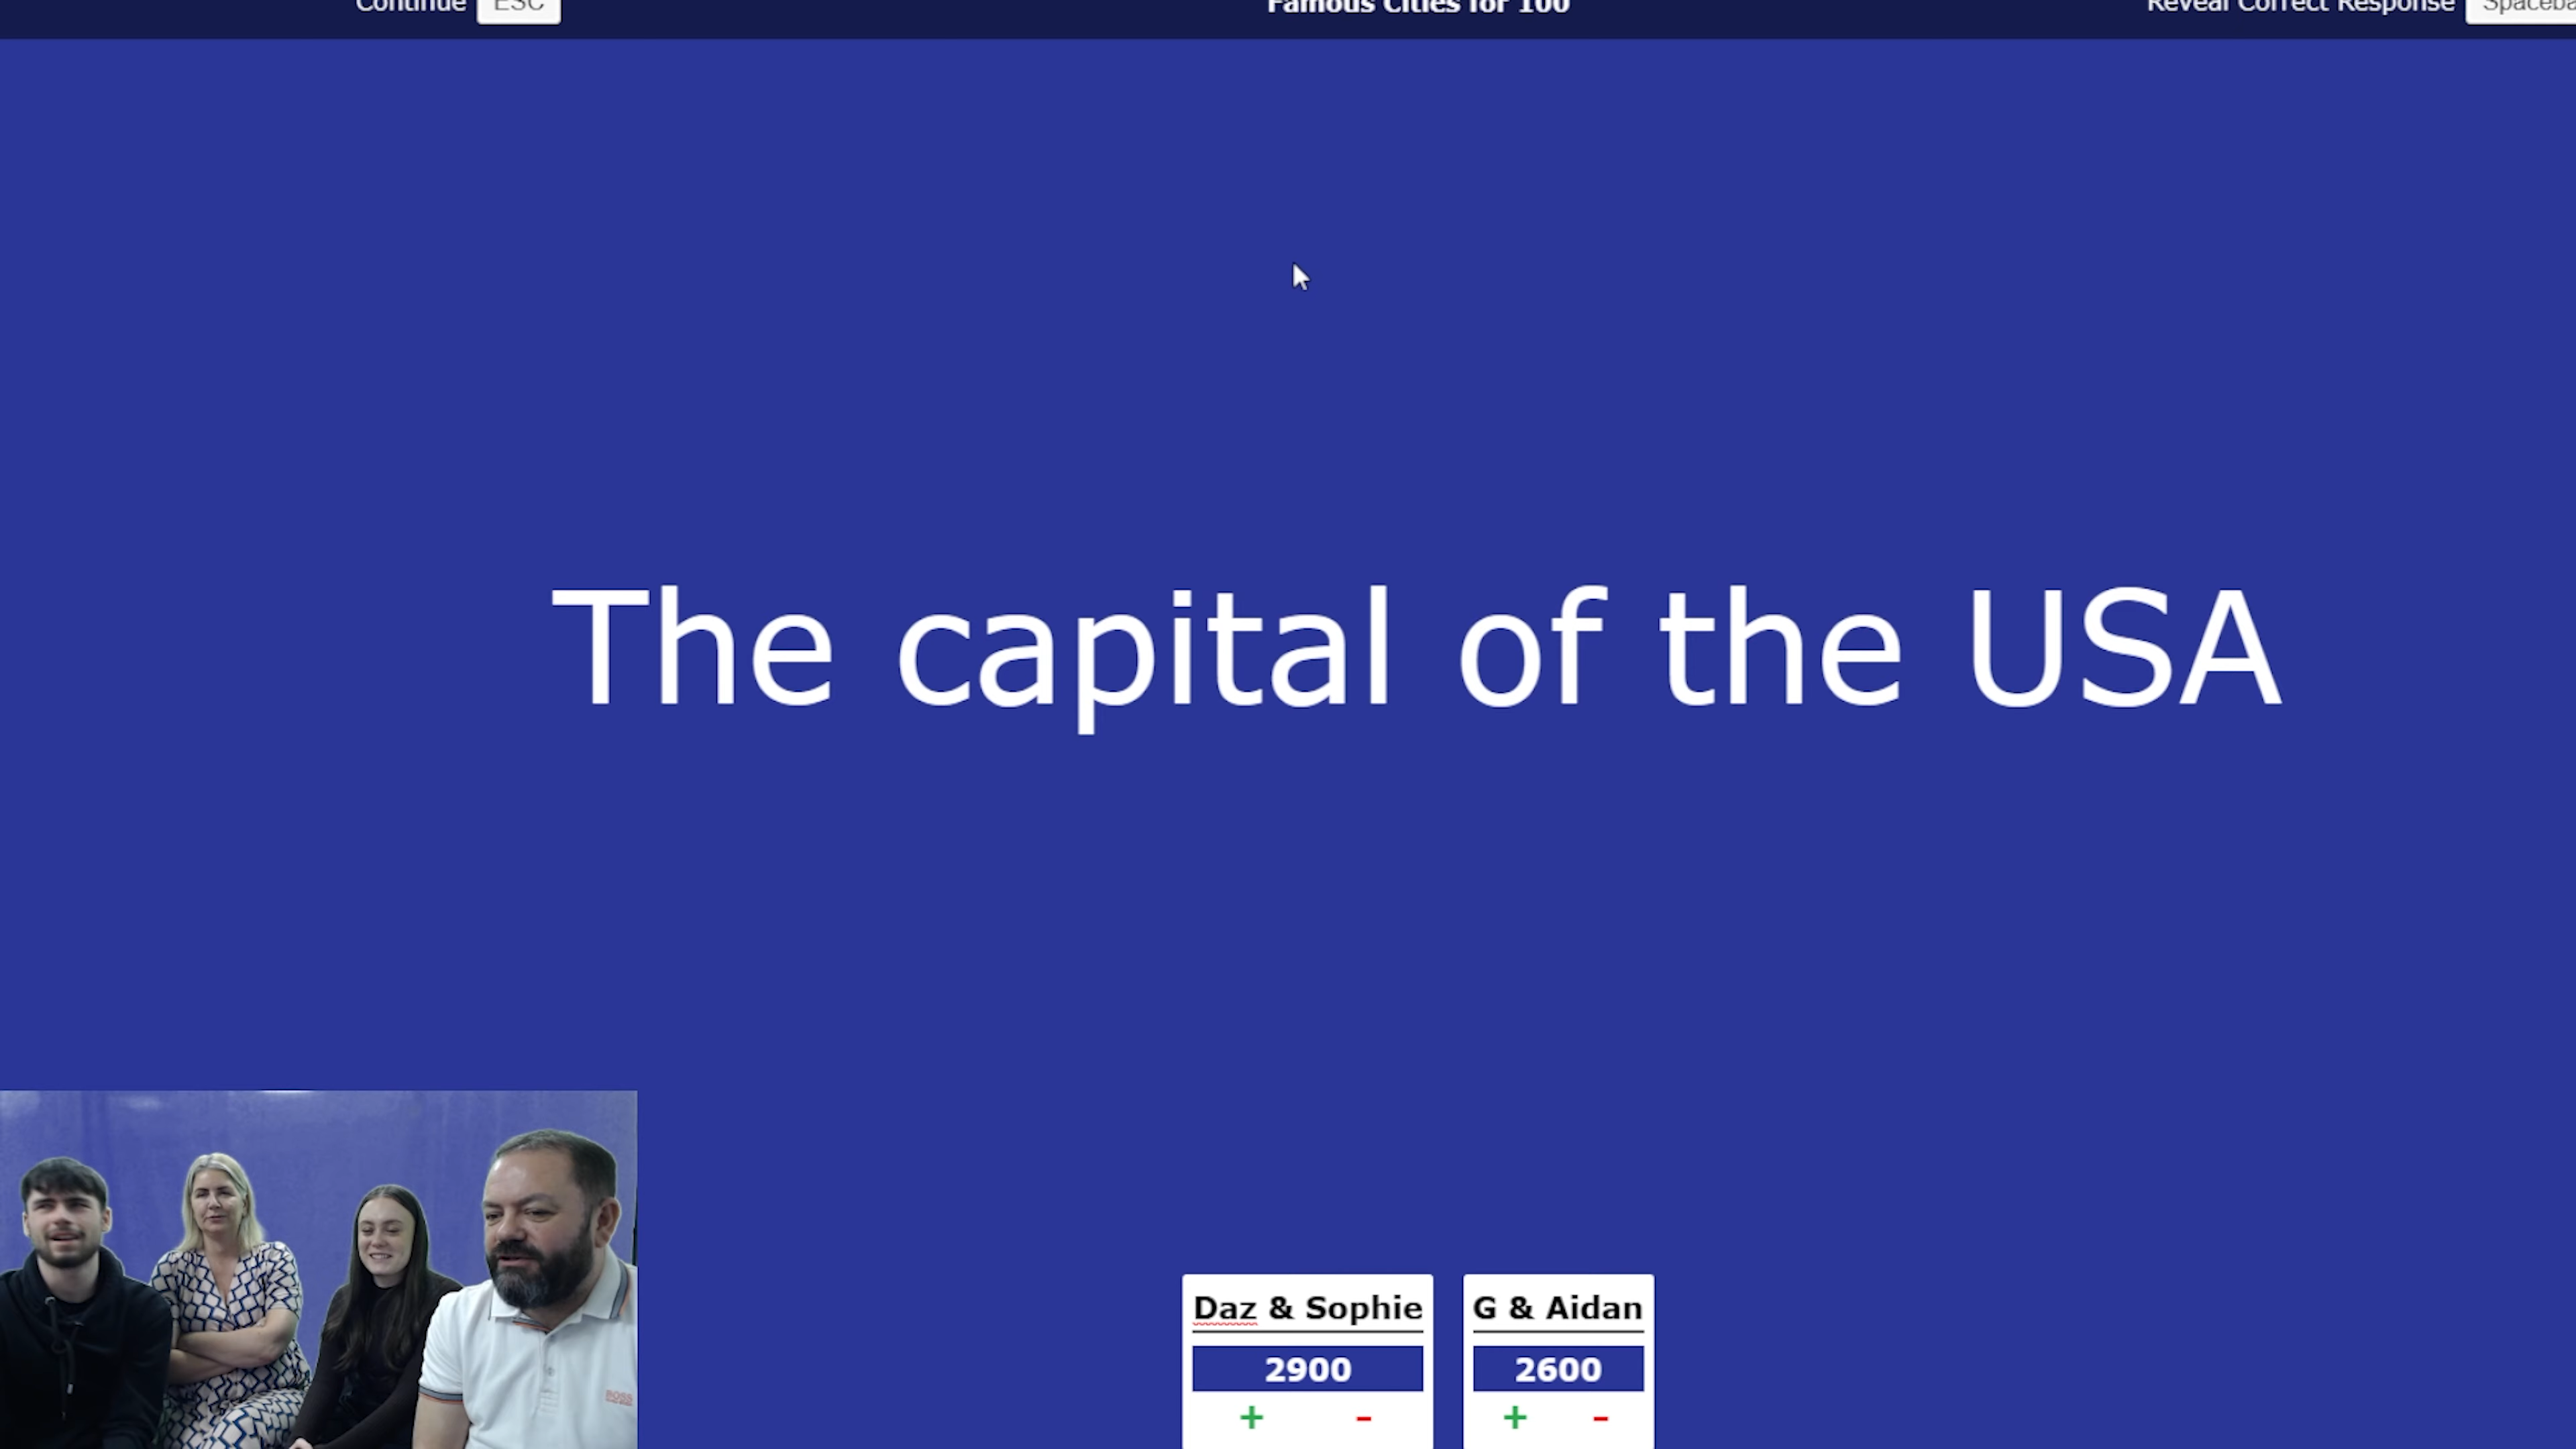 Continue ESC
Famous Cities for 100
Reveal Correct Response
The capital of the USA
Daz & Sophie
2900
+ -
G & Aidan
2600
+ -
BOSS